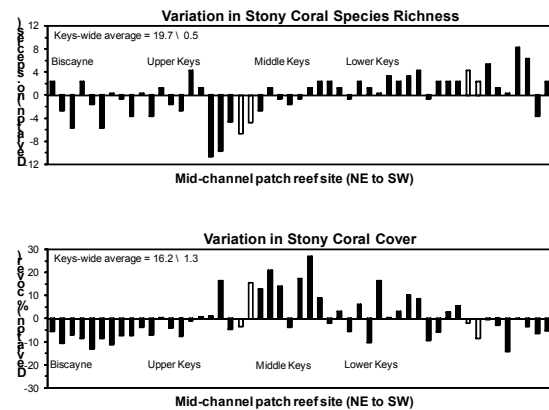 Variation in Stony Coral Species Richness
Keys-wide average = 19.7 \ 0.5
Biscayne Upper Keys Middle Keys Lower Keys
12
8
4
0
-4
-8
-12
Mid-channel patch reef site (NE to SW)
Variation in Stony Coral Cover
Keys-wide average = 16.2 \ 1.3
30
20
10
0
-10
-20
-30
Biscayne Upper Keys Middle Keys Lower Keys
Mid-channel patch reef site (NE to SW)